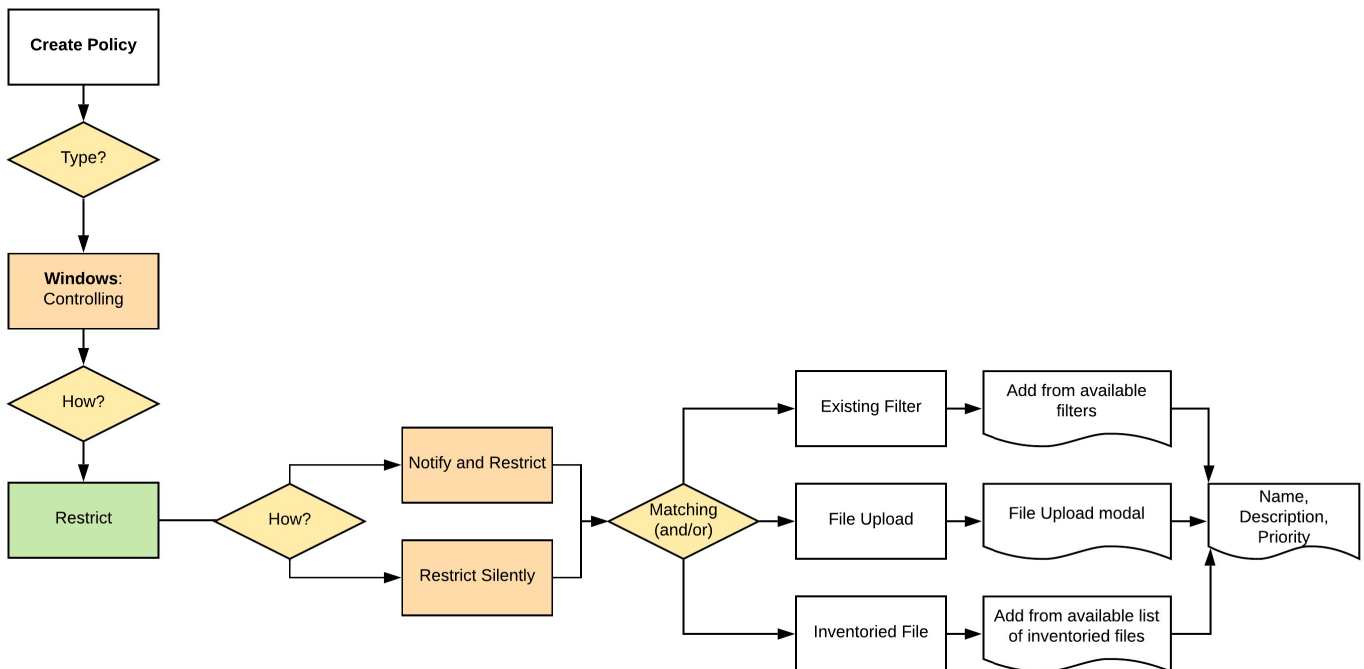 Create Policy
Type?
Windows:
Controlling
How?
Restrict
How?
Notify and Restrict
Restrict Silently
Matching
(and/or)
Existing Filter
Add from available
filters
File Upload
File Upload modal
Inventoried File
Add from available list
of inventoried files
Name,
Description,
Priority